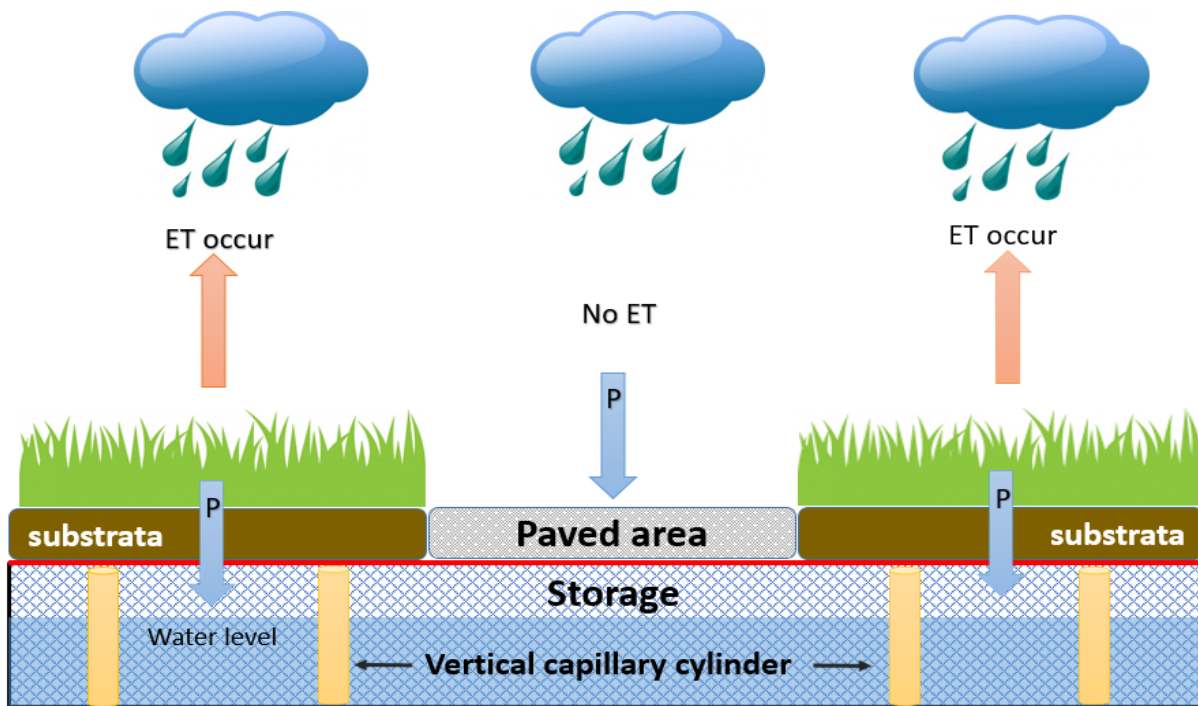 ET occur
ET occur
No ET
P
P
P
substrata
Paved area
substrata
Storage
Water level
Vertical capillary cylinder